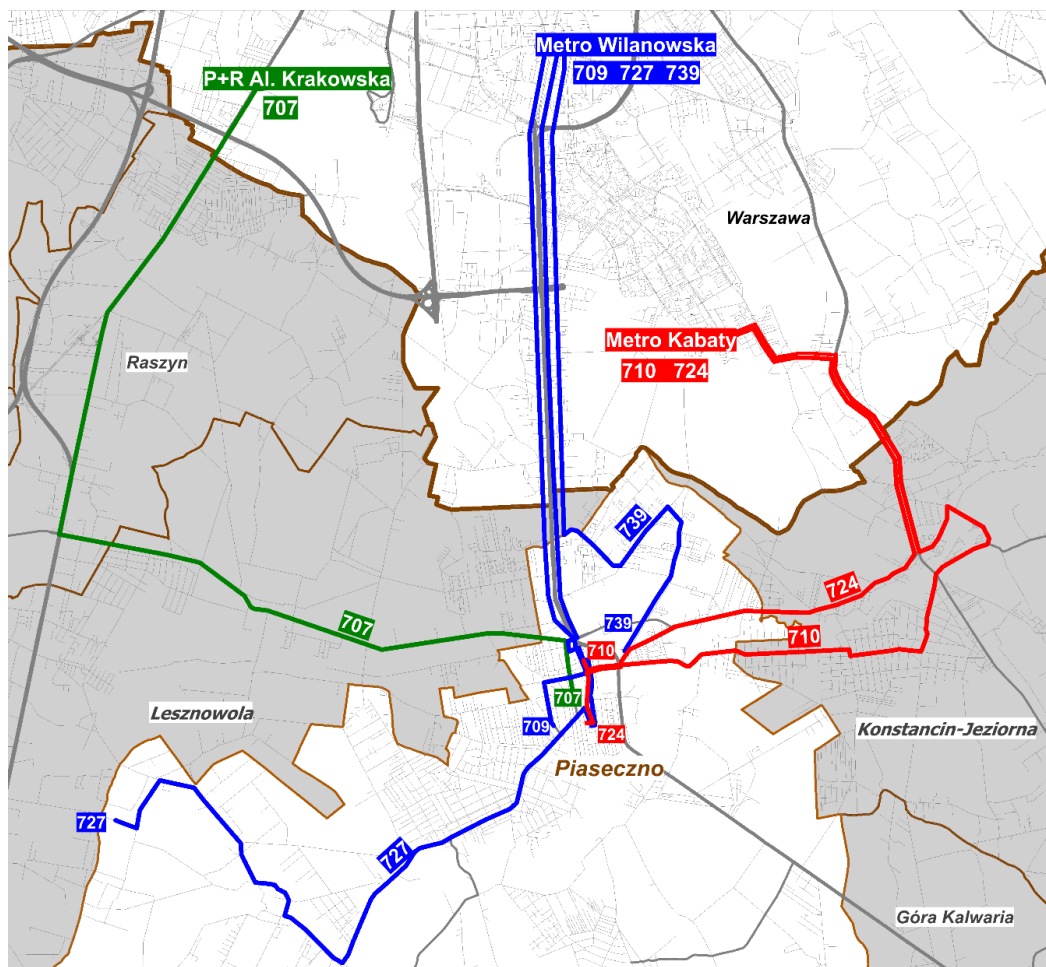 Metro Wilanowska
709 727 739
P+R Al. Krakowska
707
Warszawa
Metro Kabaty
710 724
Raszyn
739
724
707
739
710
710
707
Lesznowola
709
724
Konstancin-Jeziorna
Piaseczno
727
727
Góra Kalwaria